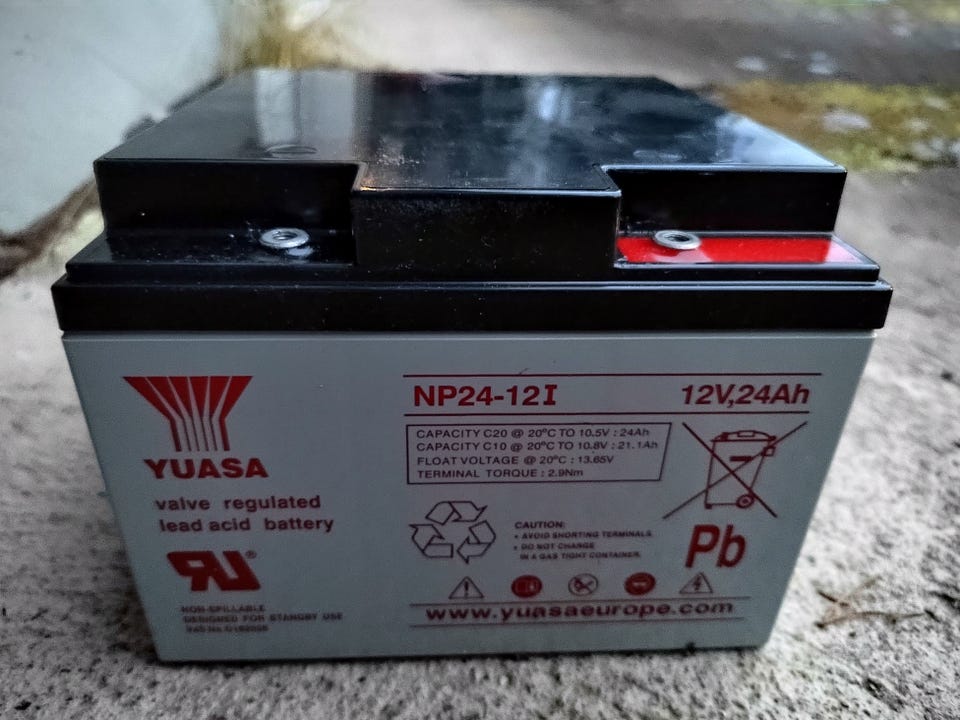 YUASA
valve regulated
lead acid battery
RU®
NON-SPILLABLE
DESIGNED FOR STANDBY USE
NP24-12I 12V,24Ah
CAPACITY C20 @ 20°C TO 10.5V : 24Ah
CAPACITY C10 @ 20°C TO 10.8V : 21.1Ah
FLOAT VOLTAGE @ 20°C : 13.65V
TERMINAL TORQUE : 2.9Nm
CAUTION:
• AVOID SHORTING TERMINALS.
• DO NOT CHARGE
IN A GAS TIGHT CONTAINER.
Pb
www.yuasaeurope.com